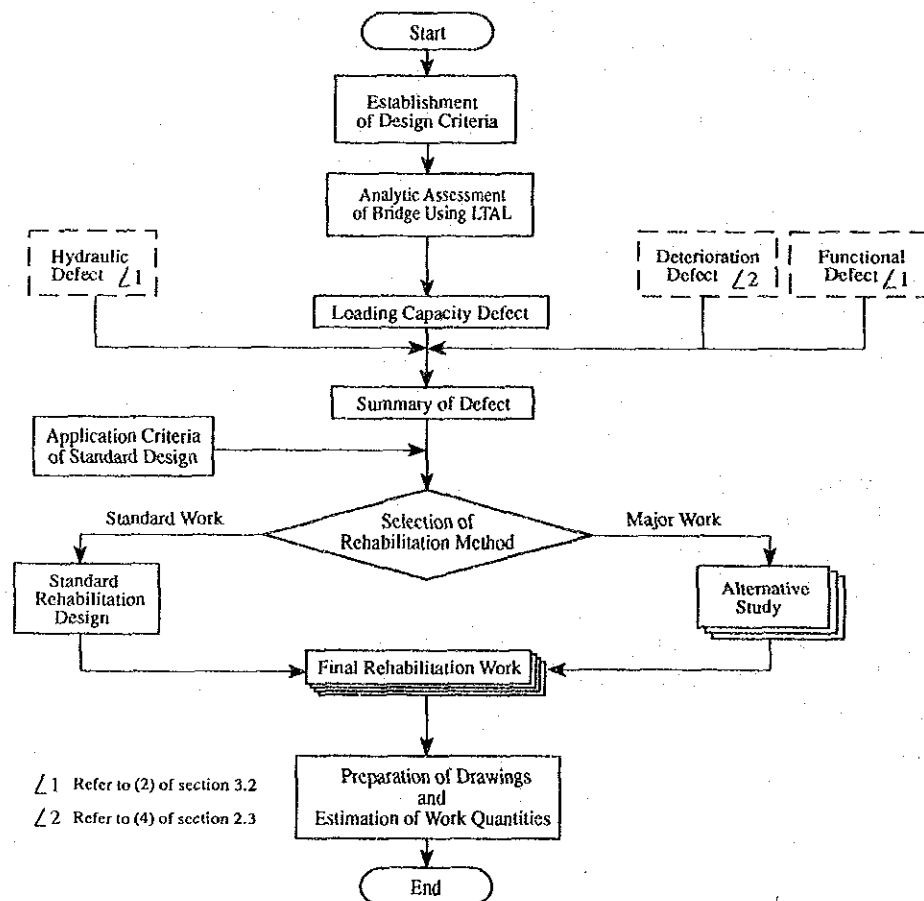 Start
Establishment
of Design Criteria
Analytic Assessment
of Bridge Using LTAL
Hydraulic
Defect ∠1
Deterioration
Defect ∠2
Functional
Defect ∠1
Loading Capacity Defect
Summary of Defect
Application Criteria
of Standard Design
Standard Work
Selection of
Rehabilitation Method
Major Work
Standard
Rehabilitation
Design
Alternative
Study
Final Rehabilitation Work
Preparation of Drawings
and
Estimation of Work Quantities
∠1 Refer to (2) of section 3.2
∠2 Refer to (4) of section 2.3
End